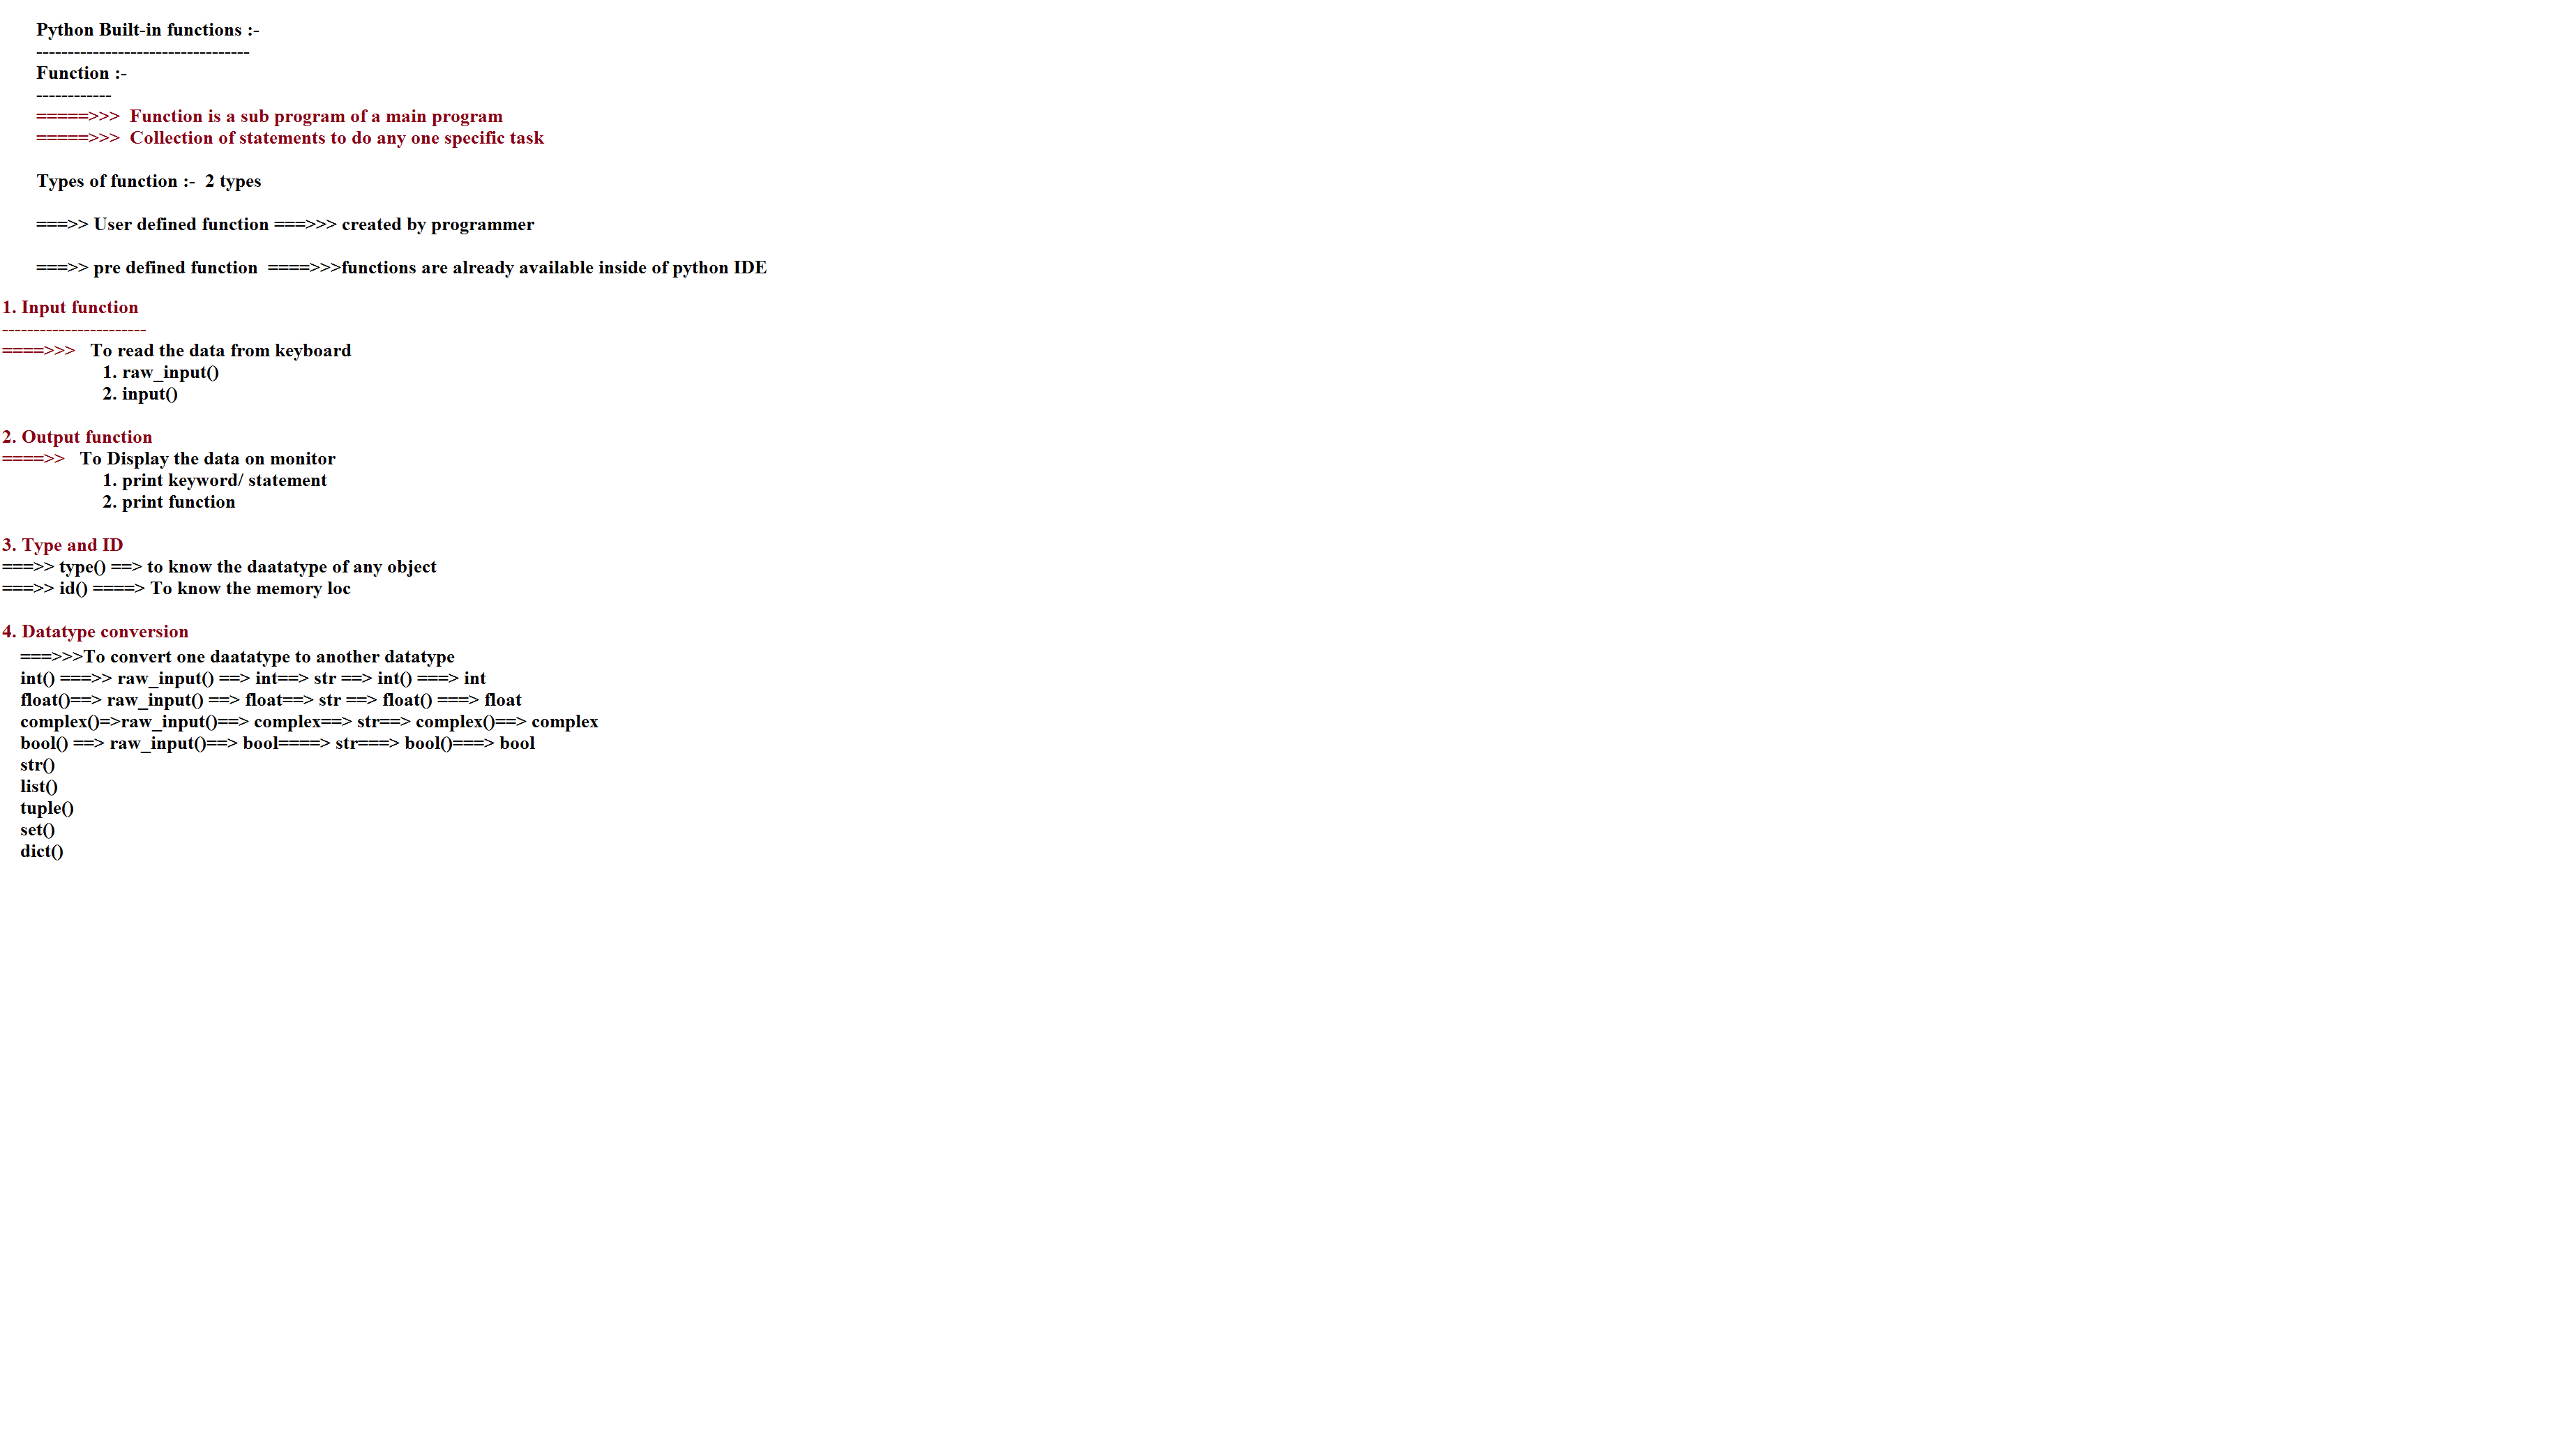 Python Built-in functions :-
----------------------------------
Function :-
------------
=====>>>  Function is a sub program of a main program
=====>>>  Collection of statements to do any one specific task
Types of function :-  2 types
===>> User defined function ===>>> created by programmer
===>> pre defined function  ====>>>functions are already available inside of python IDE
1. Input function
-----------------------
====>>>   To read the data from keyboard
1. raw_input()
2. input()
2. Output function
====>>   To Display the data on monitor
1. print keyword/ statement
2. print function
3. Type and ID
===>> type() ==> to know the daatatype of any object
===>> id() ====> To know the memory loc
4. Datatype conversion
===>>>To convert one daatatype to another datatype
int() ===>> raw_input() ==> int==> str ==> int() ===> int
float()==> raw_input() ==> float==> str ==> float() ===> float
complex()=>raw_input()==> complex==> str==> complex()==> complex
bool() ==> raw_input()==> bool====> str===> bool()===> bool
str()
list()
tuple()
set()
dict()